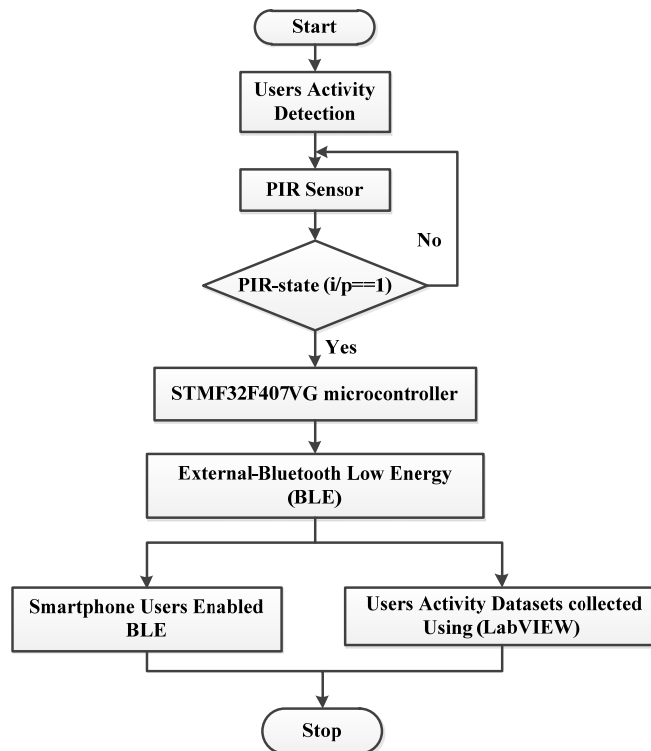 Start
Users Activity
Detection
PIR Sensor
No
PIR-state (i/p==1)
Yes
STMF32F407VG microcontroller
External-Bluetooth Low Energy
(BLE)
Smartphone Users Enabled
BLE
Users Activity Datasets collected
Using (LabVIEW)
Stop